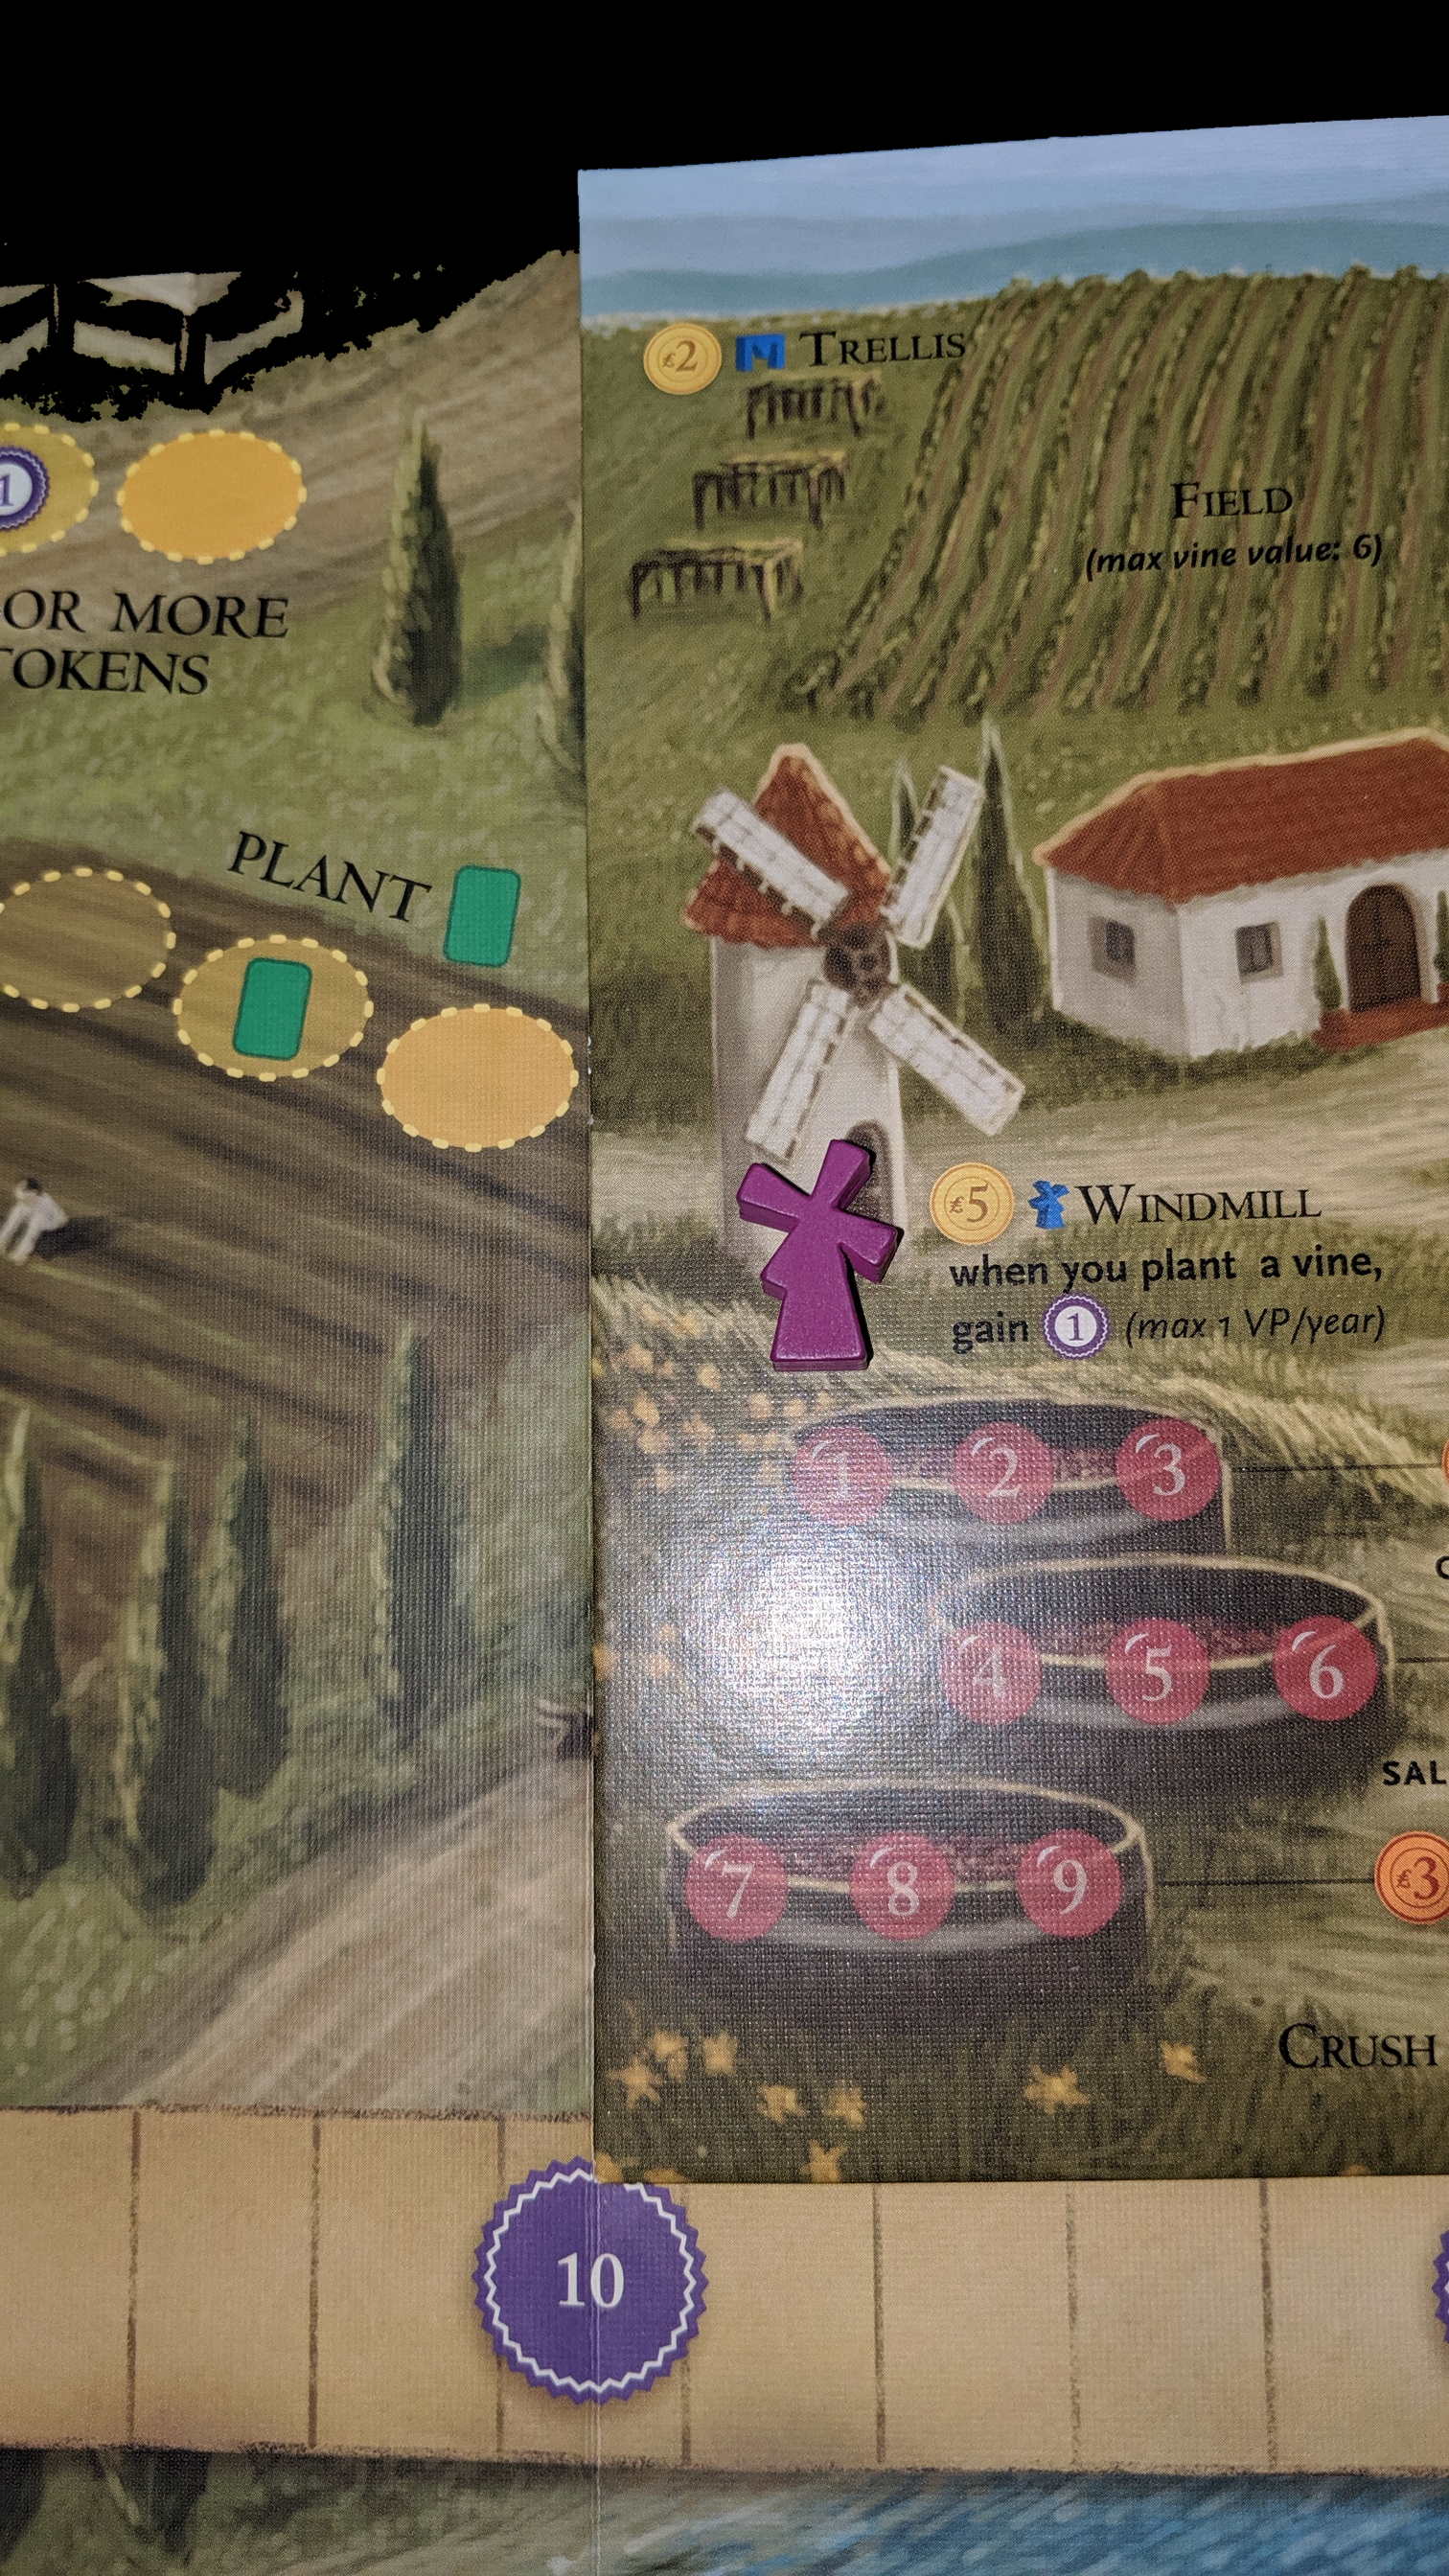 £2 TRELLIS
FIELD
(max vine value: 6)
1
OR MORE
TOKENS
PLANT
£5 WINDMILL
when you plant a vine,
gain 1 (max 1 VP/year)
1 2 3
4 5 6
SAL
7 8 9
£3
CRUSH
10